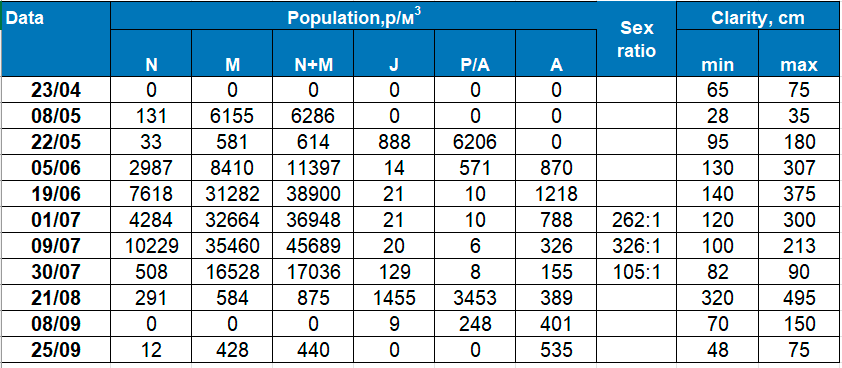 Data Population,p/м³ Sex ratio Clarity, cm
N M N+M J P/A A min max
23/04 0 0 0 0 0 0 65 75
08/05 131 6155 6286 0 0 0 28 35
22/05 33 581 614 888 6206 0 95 180
05/06 2987 8410 11397 14 571 870 130 307
19/06 7618 31282 38900 21 10 1218 140 375
01/07 4284 32664 36948 21 10 788 262:1 120 300
09/07 10229 35460 45689 20 6 326 326:1 100 213
30/07 508 16528 17036 129 8 155 105:1 82 90
21/08 291 584 875 1455 3453 389 320 495
08/09 0 0 0 9 248 401 70 150
25/09 12 428 440 0 0 535 48 75